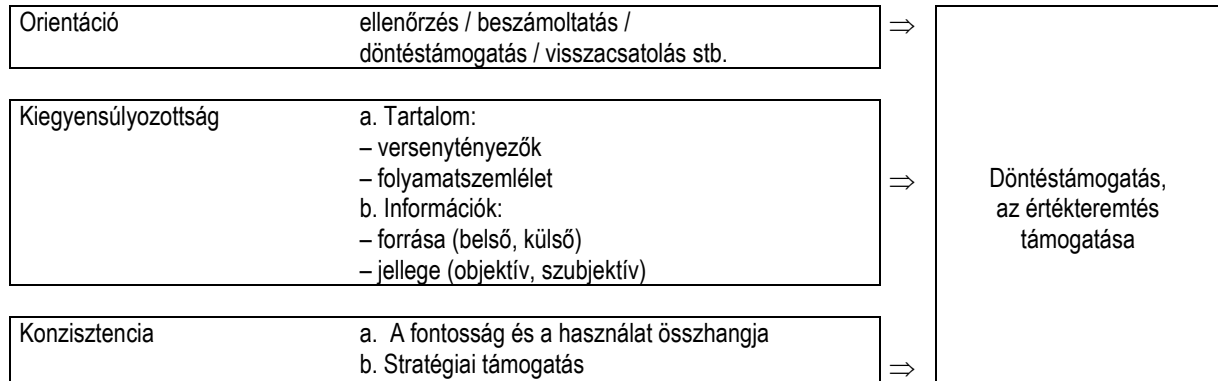 Orientáció ellenőrzés / beszámoltatás / ⇒
döntéstámogatás / visszacsatolás stb.
Kiegyensúlyozottság a. Tartalom:
– versenytényezők
– folyamatszemlélet
b. Információk:
– forrása (belső, külső)
– jellege (objektív, szubjektív)
⇒
Konzisztencia a. A fontosság és a használat összhangja
b. Stratégiai támogatás
⇒
Döntéstámogatás,
az értékteremtés
támogatása